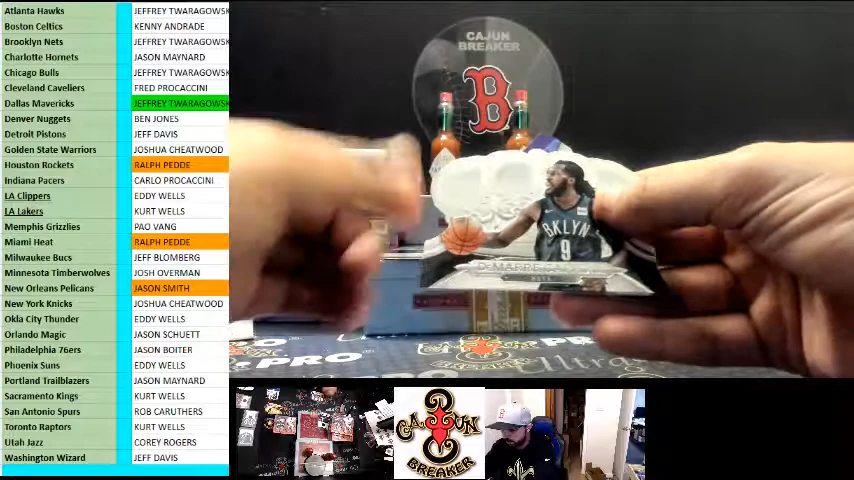 Atlanta Hawks JEFFREY TWARAGOWSK
Boston Celtics KENNY ANDRADE
Brooklyn Nets JEFFREY TWARAGOWSK
Charlotte Hornets JASON MAYNARD
Chicago Bulls JEFFREY TWARAGOWSK
Cleveland Cavaliers FRED PROCACCINI
Dallas Mavericks JEFFREY TWARAGOWSK
Denver Nuggets BEN JONES
Detroit Pistons JEFF DAVIS
Golden State Warriors JOSHUA CHEATWOOD
Houston Rockets RALPH PEDDE
Indiana Pacers CARLO PROCACCINI
LA Clippers EDDY WELLS
LA Lakers KURT WELLS
Memphis Grizzlies PAO VANG
Miami Heat RALPH PEDDE
Milwaukee Bucs JEFF BLOMBERG
Minnesota Timberwolves JOSH OVERMAN
New Orleans Pelicans JASON SMITH
New York Knicks JOSHUA CHEATWOOD
Okla City Thunder EDDY WELLS
Orlando Magic JASON SCHUETT
Philadelphia 76ers JASON BOITER
Phoenix Suns EDDY WELLS
Portland Trailblazers JASON MAYNARD
Sacramento Kings KURT WELLS
San Antonio Spurs ROB CARUTHERS
Toronto Raptors KURT WELLS
Utah Jazz COREY ROGERS
Washington Wizard JEFF DAVIS
CAJUN
BREAKER
B
BKLYN
9
PRO
PRO
Ultra
CAJUN
BREAKER